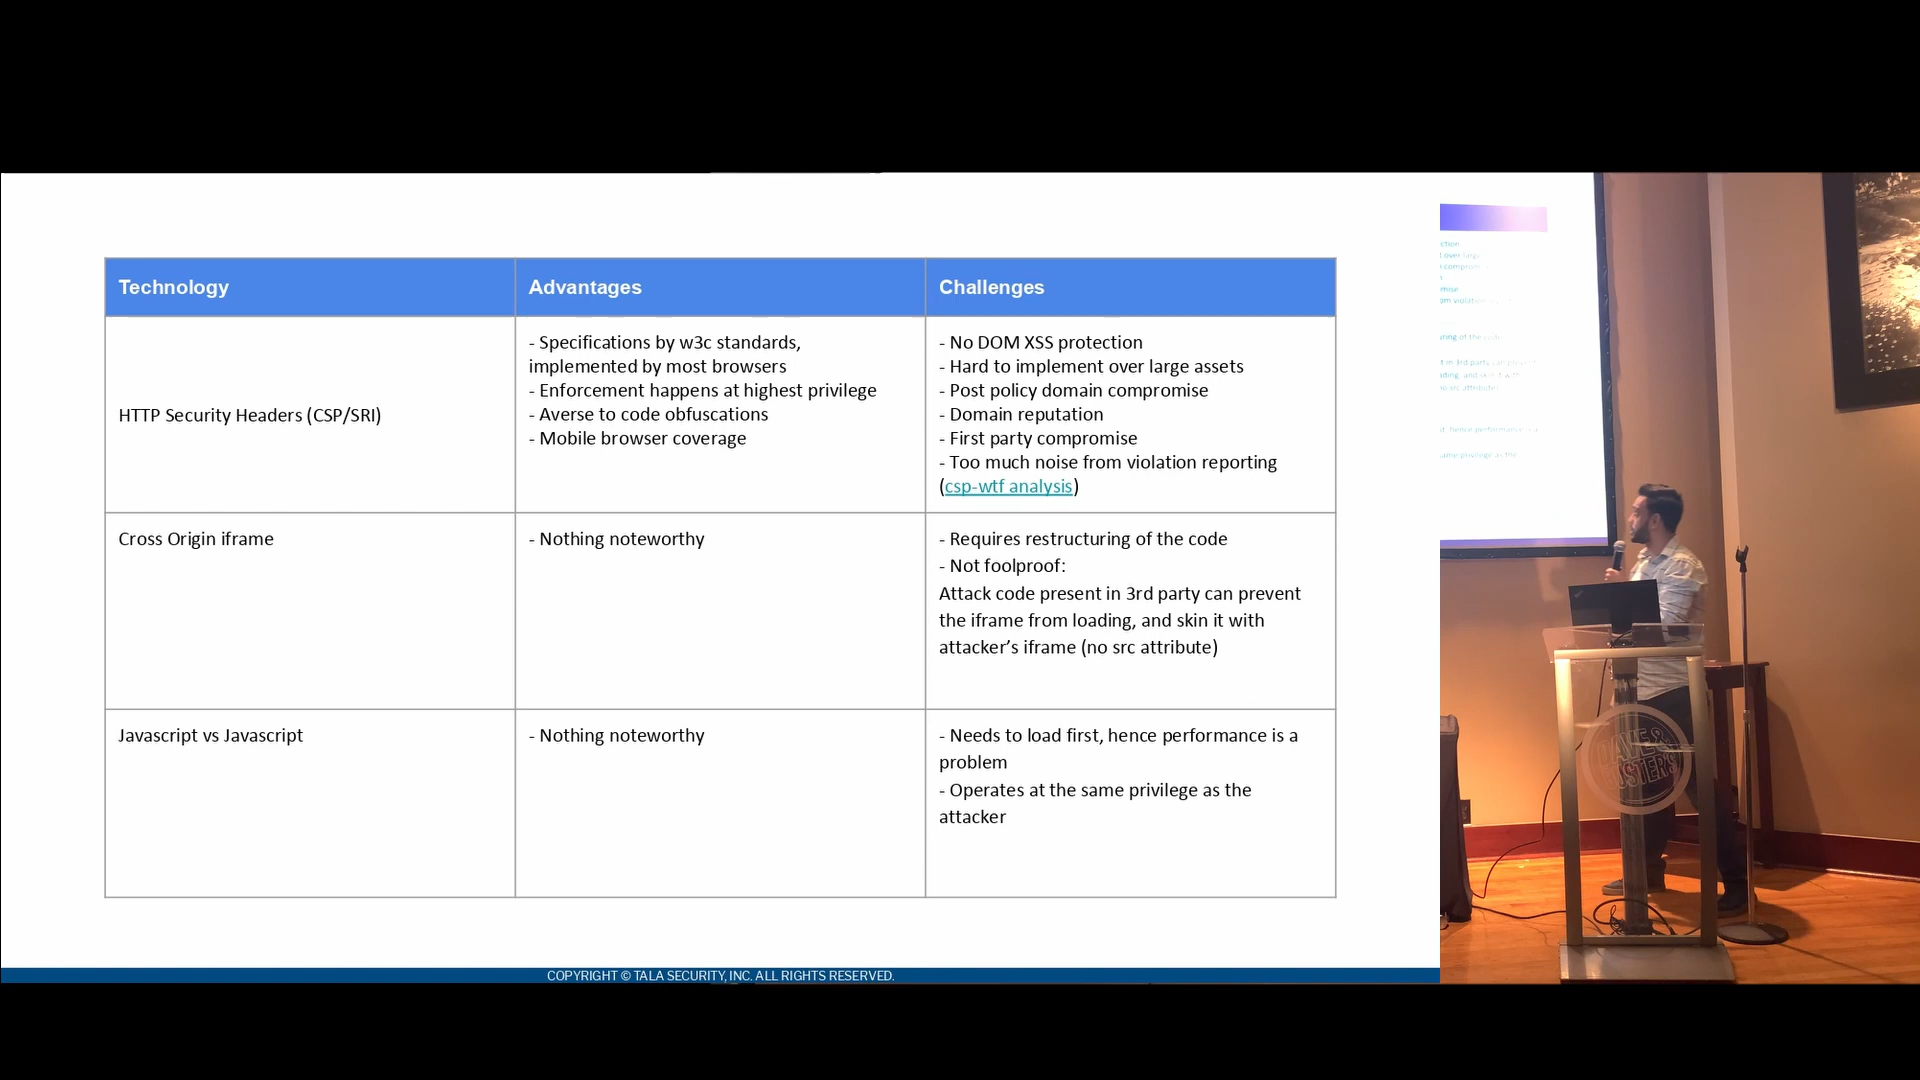 Technology
Advantages
Challenges
HTTP Security Headers (CSP/SRI)
- Specifications by w3c standards,
implemented by most browsers
- Enforcement happens at highest privilege
- Averse to code obfuscations
- Mobile browser coverage
- No DOM XSS protection
- Hard to implement over large assets
- Post policy domain compromise
- Domain reputation
- First party compromise
- Too much noise from violation reporting
(csp-wtf analysis)
Cross Origin iframe
- Nothing noteworthy
- Requires restructuring of the code
- Not foolproof:
Attack code present in 3rd party can prevent
the iframe from loading, and skin it with
attacker’s iframe (no src attribute)
Javascript vs Javascript
- Nothing noteworthy
- Needs to load first, hence performance is a
problem
- Operates at the same privilege as the
attacker
COPYRIGHT © TALA SECURITY, INC. ALL RIGHTS RESERVED.
DAVE &
BUSTER'S